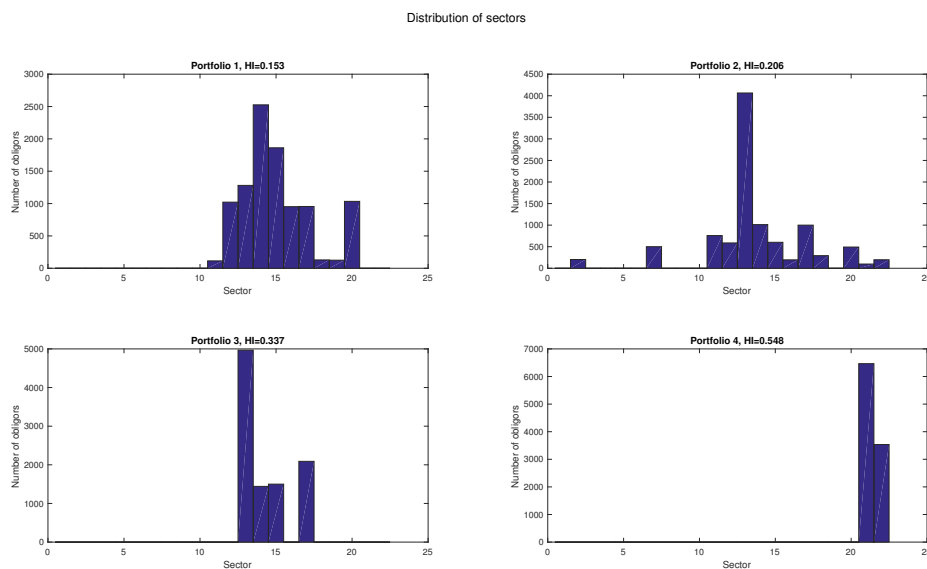 Distribution of sectors
Portfolio 1, HI=0.153
3000
2500
2000
1500
1000
500
0
Number of obligors
0 5 10 15 20 25
Sector
Portfolio 2, HI=0.206
4500
4000
3500
3000
2500
2000
1500
1000
500
0
Number of obligors
0 5 10 15 20 25
Sector
Portfolio 3, HI=0.337
5000
4000
3000
2000
1000
0
Number of obligors
0 5 10 15 20 25
Sector
Portfolio 4, HI=0.548
7000
6000
5000
4000
3000
2000
1000
0
Number of obligors
0 5 10 15 20 25
Sector